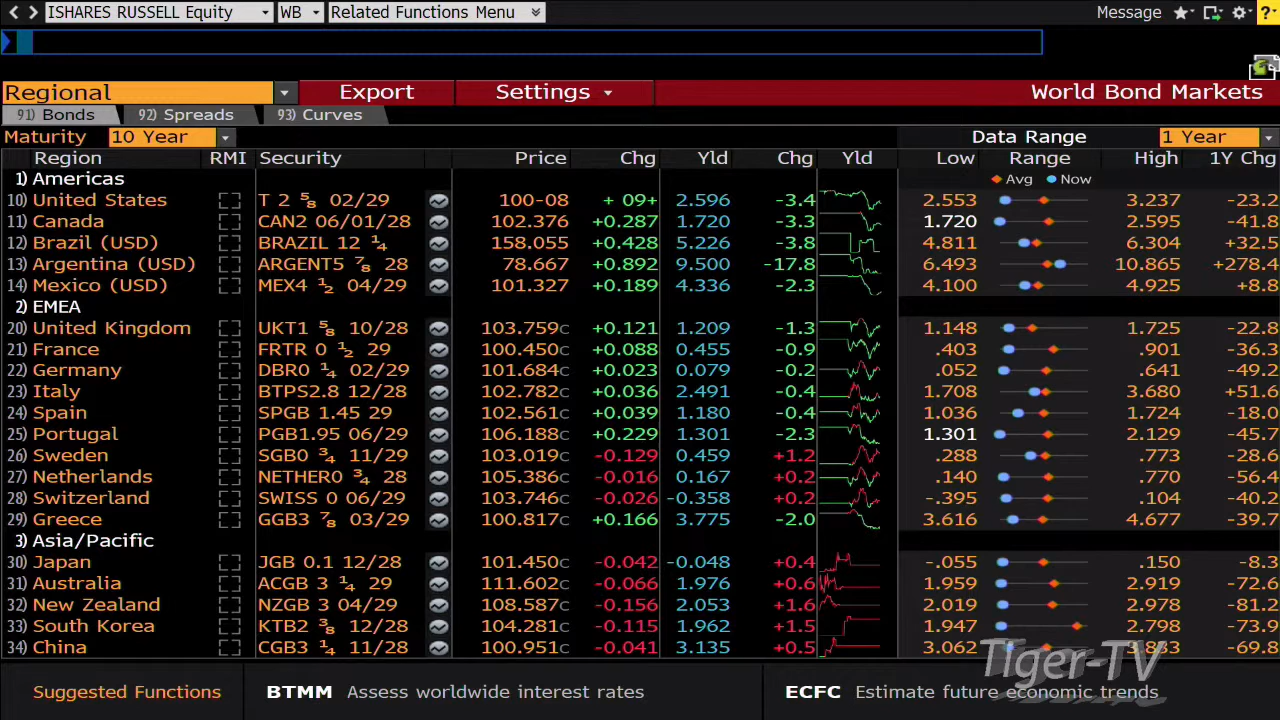 ISHARES RUSSELL Equity WB Related Functions Menu Message ?
Regional Export Settings World Bond Markets
91) Bonds 92) Spreads 93) Curves
Maturity 10 Year Data Range 1 Year
Region RMI Security Price Chg Yld Chg Yld Low Range High 1Y Chg
1) Americas Avg Now
10) United States T 2 ⅝ 02/29 100-08 + 09+ 2.596 -3.4 2.553 3.237 -23.2
11) Canada CAN2 06/01/28 102.376 +0.287 1.720 -3.3 1.720 2.595 -41.8
12) Brazil (USD) BRAZIL 12 ¼ 158.055 +0.428 5.226 -3.8 4.811 6.304 +32.5
13) Argentina (USD) ARGENT5 ⅞ 28 78.667 +0.892 9.500 -17.8 6.493 10.865 +278.4
14) Mexico (USD) MEX4 ½ 04/29 101.327 +0.189 4.336 -2.3 4.100 4.925 +8.8
2) EMEA
20) United Kingdom UKT1 ⅝ 10/28 103.759c +0.121 1.209 -1.3 1.148 1.725 -22.8
21) France FRTR 0 ½ 29 100.450c +0.088 0.455 -0.9 .403 .901 -36.3
22) Germany DBR0 ¼ 02/29 101.684c +0.023 0.079 -0.2 .052 .641 -49.2
23) Italy BTPS2.8 12/28 102.782c +0.036 2.491 -0.4 1.708 3.680 +51.6
24) Spain SPGB 1.45 29 102.561c +0.039 1.180 -0.4 1.036 1.724 -18.0
25) Portugal PGB1.95 06/29 106.188c +0.229 1.301 -2.3 1.301 2.129 -45.7
26) Sweden SGB0 ¾ 11/29 103.019c -0.129 0.459 +1.2 .288 .773 -28.6
27) Netherlands NETHER0 ¾ 28 105.386c -0.016 0.167 +0.2 .140 .770 -56.4
28) Switzerland SWISS 0 06/29 103.746c -0.026 -0.358 +0.2 -.395 .104 -40.2
29) Greece GGB3 ⅞ 03/29 100.817c +0.166 3.775 -2.0 3.616 4.677 -39.7
3) Asia/Pacific
30) Japan JGB 0.1 12/28 101.450c -0.042 -0.048 +0.4 -.055 .150 -8.3
31) Australia ACGB 3 ¼ 29 111.602c -0.066 1.976 +0.6 1.959 2.919 -72.6
32) New Zealand NZGB 3 04/29 108.587c -0.156 2.053 +1.6 2.019 2.978 -81.2
33) South Korea KTB2 ⅜ 12/28 104.281c -0.115 1.962 +1.5 1.947 2.798 -73.9
34) China CGB3 ¼ 11/28 100.951c -0.041 3.135 +0.5 3.062 -69.8
Tiger-TV
Suggested Functions BTMM Assess worldwide interest rates ECFC Estimate future economic trends